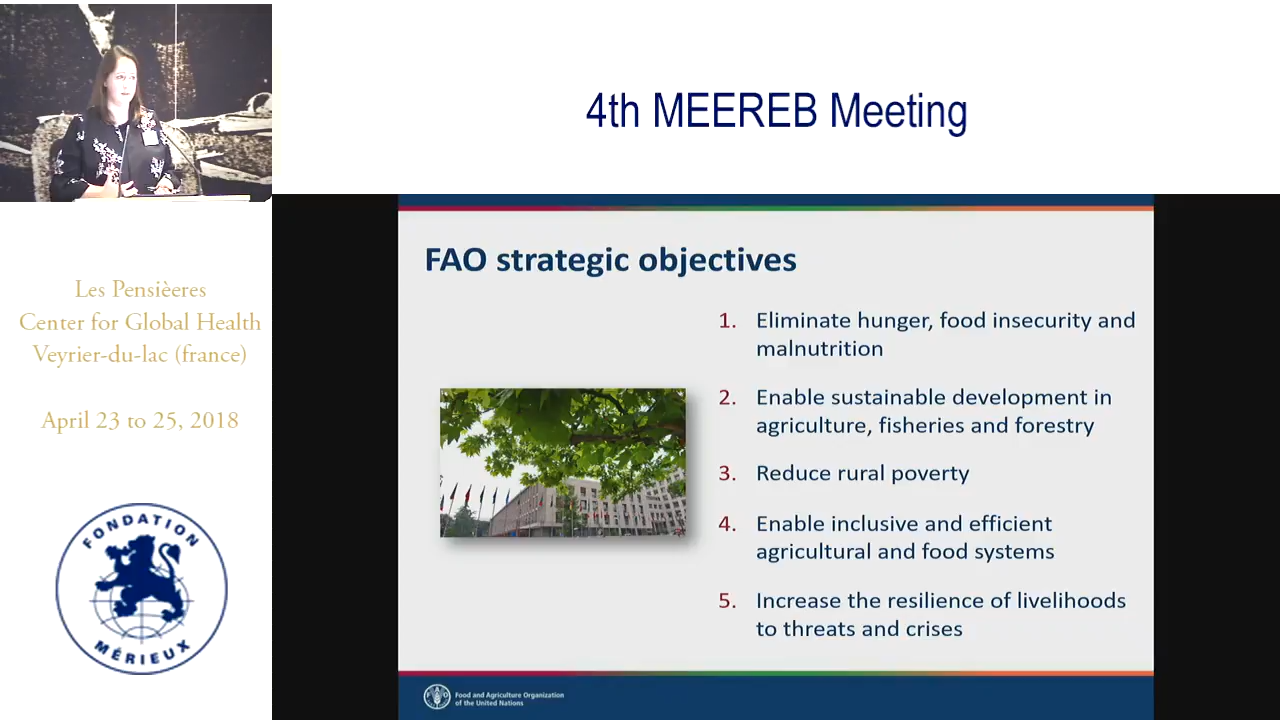 4th MEEREB Meeting
Les Pensièeres
Center for Global Health
Veyrier-du-lac (france)
April 23 to 25, 2018
FONDATION
MÉRIEUX
FAO strategic objectives
1. Eliminate hunger, food insecurity and
malnutrition
2. Enable sustainable development in
agriculture, fisheries and forestry
3. Reduce rural poverty
4. Enable inclusive and efficient
agricultural and food systems
5. Increase the resilience of livelihoods
to threats and crises
FAO
Food and Agriculture Organization
of the United Nations